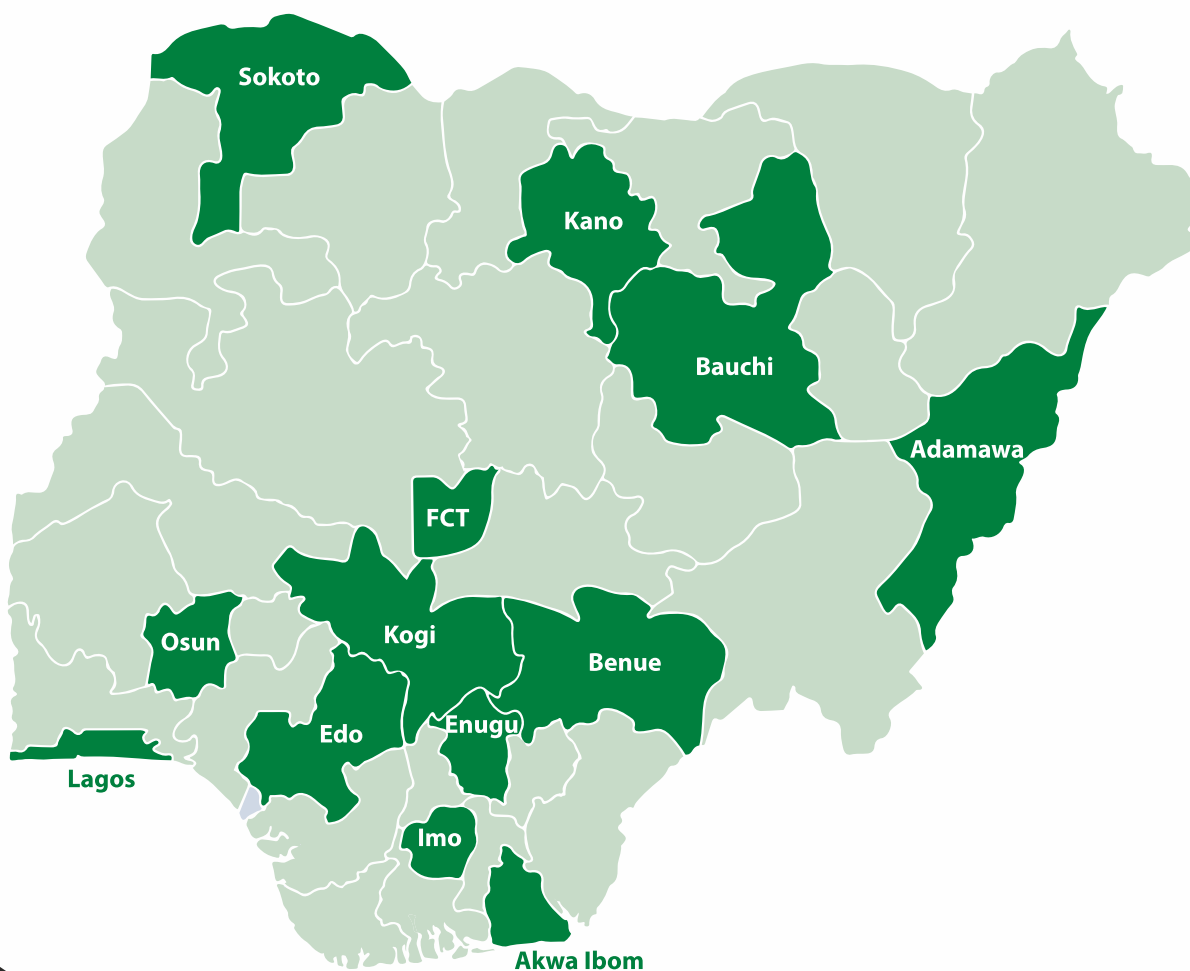 Sokoto
Kano
Bauchi
Adamawa
FCT
Osun
Kogi
Benue
Edo
Enugu
Lagos
Imo
Akwa Ibom